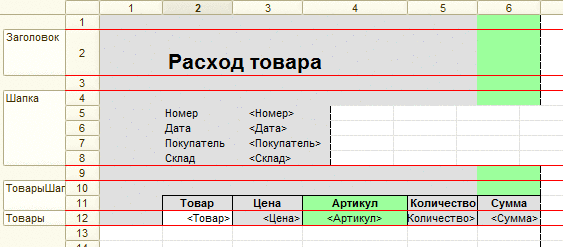 1 2 3 4 5 6
1
Заголовок
2 Расход товара
3
Шапка 4
5 Номер <Номер>
6 Дата <Дата>
7 Покупатель <Покупатель>
8 Склад <Склад>
9
ТоварыШап 10
11 Товар Цена Артикул Количество Сумма
Товары 12 <Товар> <Цена> <Артикул> Количество> <Сумма>
13